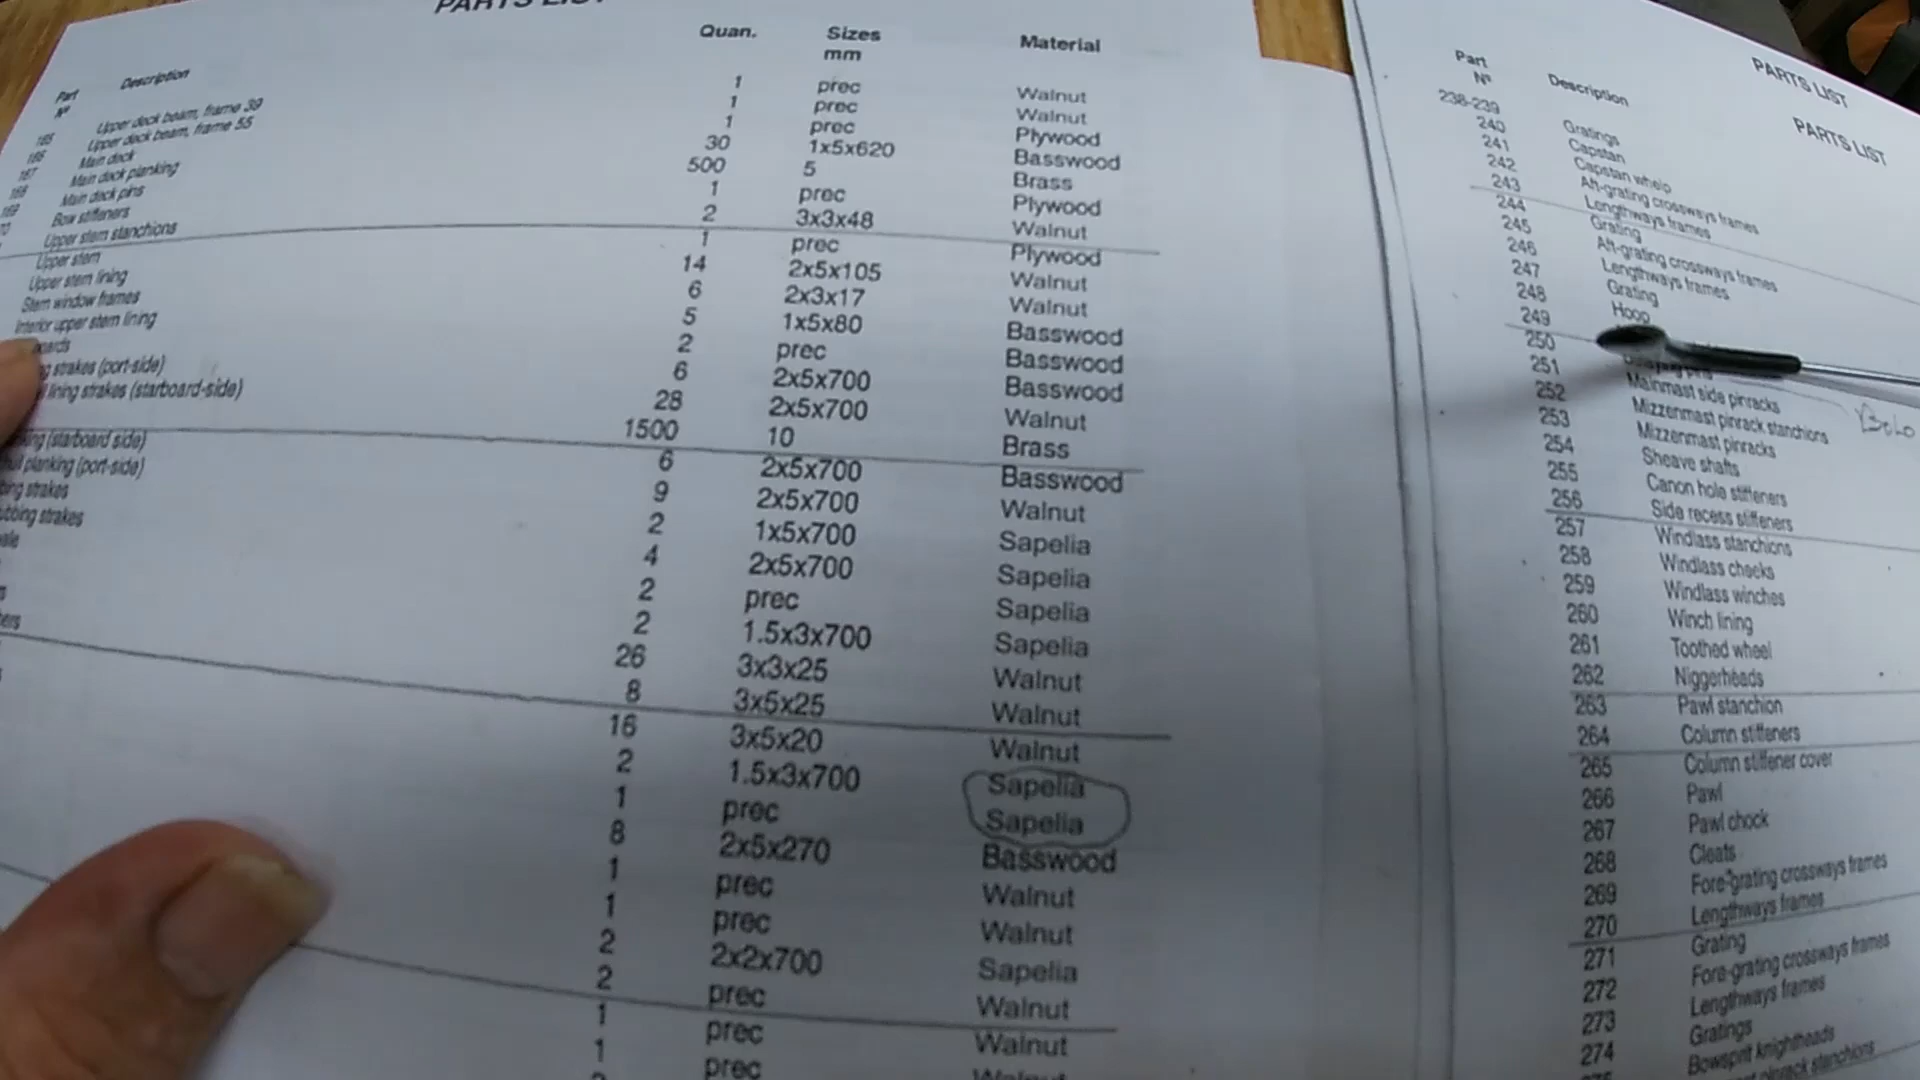 PARTS LIST
Part Nº Description Quan. Sizes mm Material
165 Upper deck beam, frame 39 1 prec Walnut
166 Upper deck beam, frame 55 1 prec Walnut
167 Main deck 1 prec Plywood
168 Main deck planking 30 1x5x620 Basswood
169 Main deck pins 500 5 Brass
Bow stiffeners 1 prec Plywood
Upper stern stanchions 2 3x3x48 Walnut
Upper stern 1 prec Plywood
Upper stern lining 14 2x5x105 Walnut
Stern window frames 6 2x3x17 Walnut
Interior upper stern lining 5 1x5x80 Basswood
2 prec Basswood
strakes (port-side) 6 2x5x700 Basswood
lining strakes (starboard-side) 28 2x5x700 Walnut
1500 10 Brass
(starboard side) 6 2x5x700 Basswood
planking (port-side) 9 2x5x700 Walnut
strakes 2 1x5x700 Sapelia
strakes 4 2x5x700 Sapelia
2 prec Sapelia
2 1.5x3x700 Sapelia
26 3x3x25 Walnut
8 3x5x25 Walnut
16 3x5x20 Walnut
2 1.5x3x700 Sapelia
1 prec Sapelia
8 2x5x270 Basswood
1 prec Walnut
1 prec Walnut
2 2x2x700 Sapelia
2 prec Walnut
1 prec Walnut
1 prec
PARTS LIST
PARTS LIST
Part Nº Description
238-239 Gratings
240 Capstan
241 Capstan whelp
242 Aft-grating crossways frames
243 Lengthways frames
244 Grating
245 Aft-grating crossways frames
246 Lengthways frames
247 Grating
248 Hoop
249
250
251 Mainmast side pinracks
252 Mizzenmast pinrack stanchions
253 Mizzenmast pinracks
254 Sheave shafts
255 Canon hole stiffeners
256 Side recess stiffeners
257 Windlass stanchions
258 Windlass cheeks
259 Windlass winches
260 Winch lining
261 Toothed wheel
262 Niggerheads
263 Pawl stanchion
264 Column stiffeners
265 Column stiffener cover
266 Pawl
267 Pawl chock
268 Cleats
269 Fore-grating crossways frames
270 Lengthways frames
271 Grating
272 Fore-grating crossways frames
273 Lengthways frames
274 Gratings
Bowsprit knightheads
pinrack stanchions